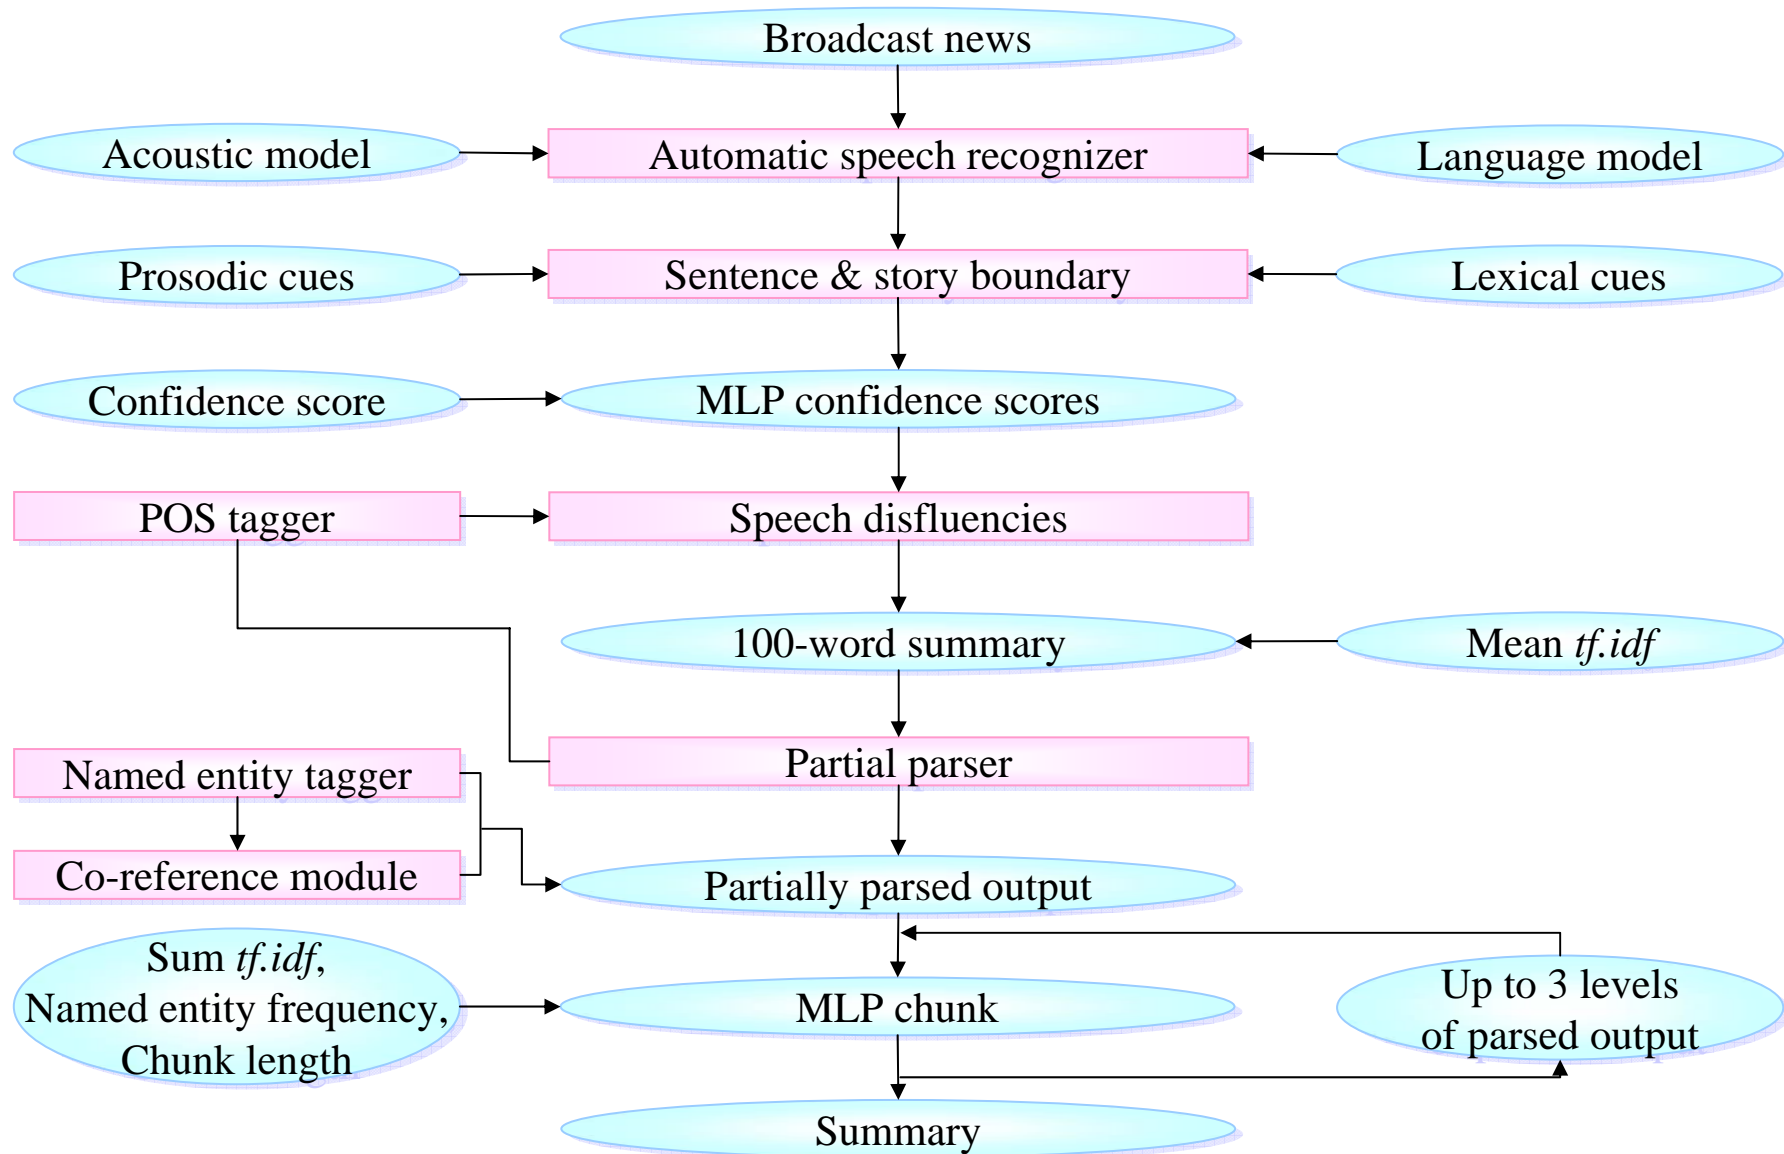 Broadcast news
Acoustic model
Automatic speech recognizer
Language model
Prosodic cues
Sentence & story boundary
Lexical cues
Confidence score
MLP confidence scores
POS tagger
Speech disfluencies
100-word summary
Mean tf.idf
Named entity tagger
Partial parser
Co-reference module
Partially parsed output
Sum tf.idf,
Named entity frequency,
Chunk length
MLP chunk
Up to 3 levels
of parsed output
Summary